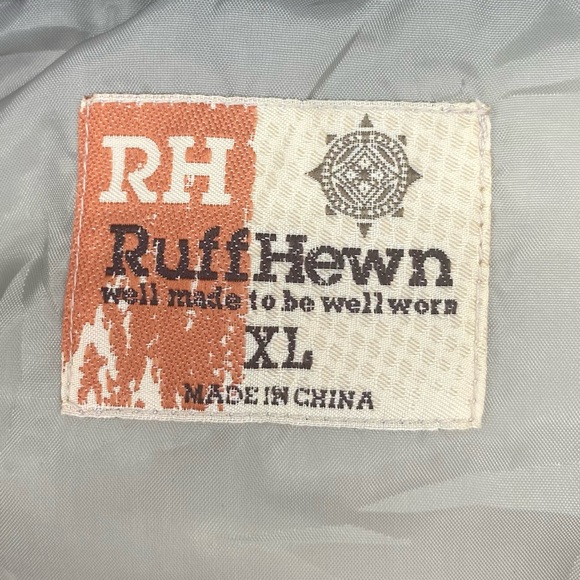 RH
RuffHewn
well made to be well worn
XL
MADE IN CHINA